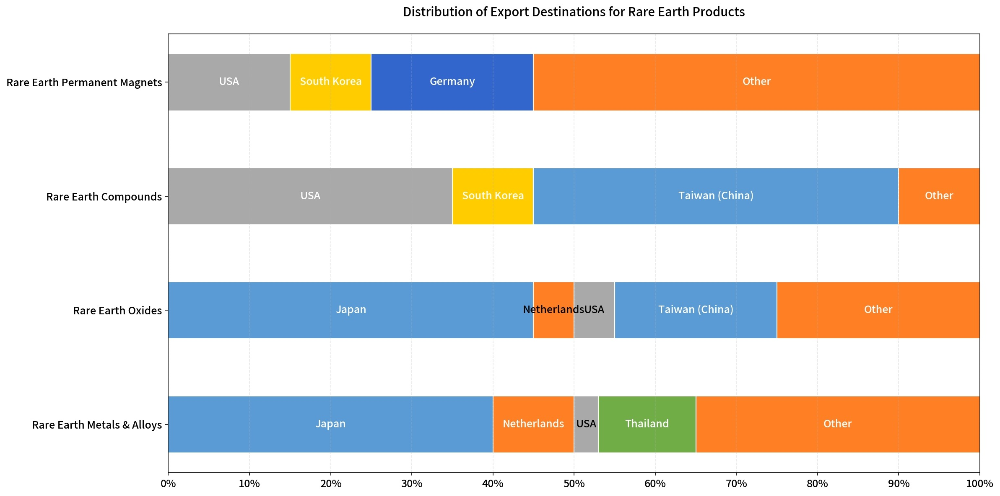 Distribution of Export Destinations for Rare Earth Products
Rare Earth Permanent Magnets
USA
South Korea
Germany
Other
Rare Earth Compounds
USA
South Korea
Taiwan (China)
Other
Rare Earth Oxides
Japan
Netherlands
USA
Taiwan (China)
Other
Rare Earth Metals & Alloys
Japan
Netherlands
USA
Thailand
Other
0%
10%
20%
30%
40%
50%
60%
70%
80%
90%
100%